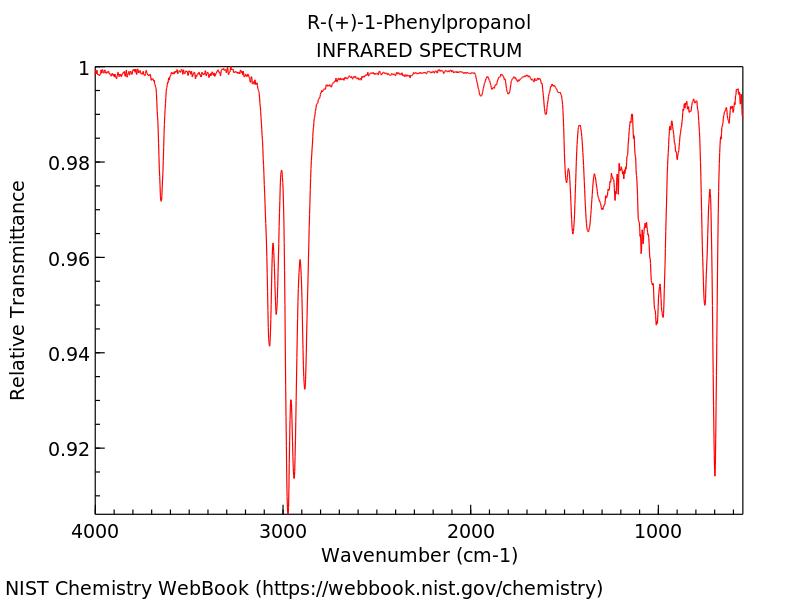 R-(+)-1-Phenylpropanol
INFRARED SPECTRUM
1
0.98
0.96
0.94
0.92
Relative Transmittance
4000 3000 2000 1000
Wavenumber (cm-1)
NIST Chemistry WebBook (https://webbook.nist.gov/chemistry)